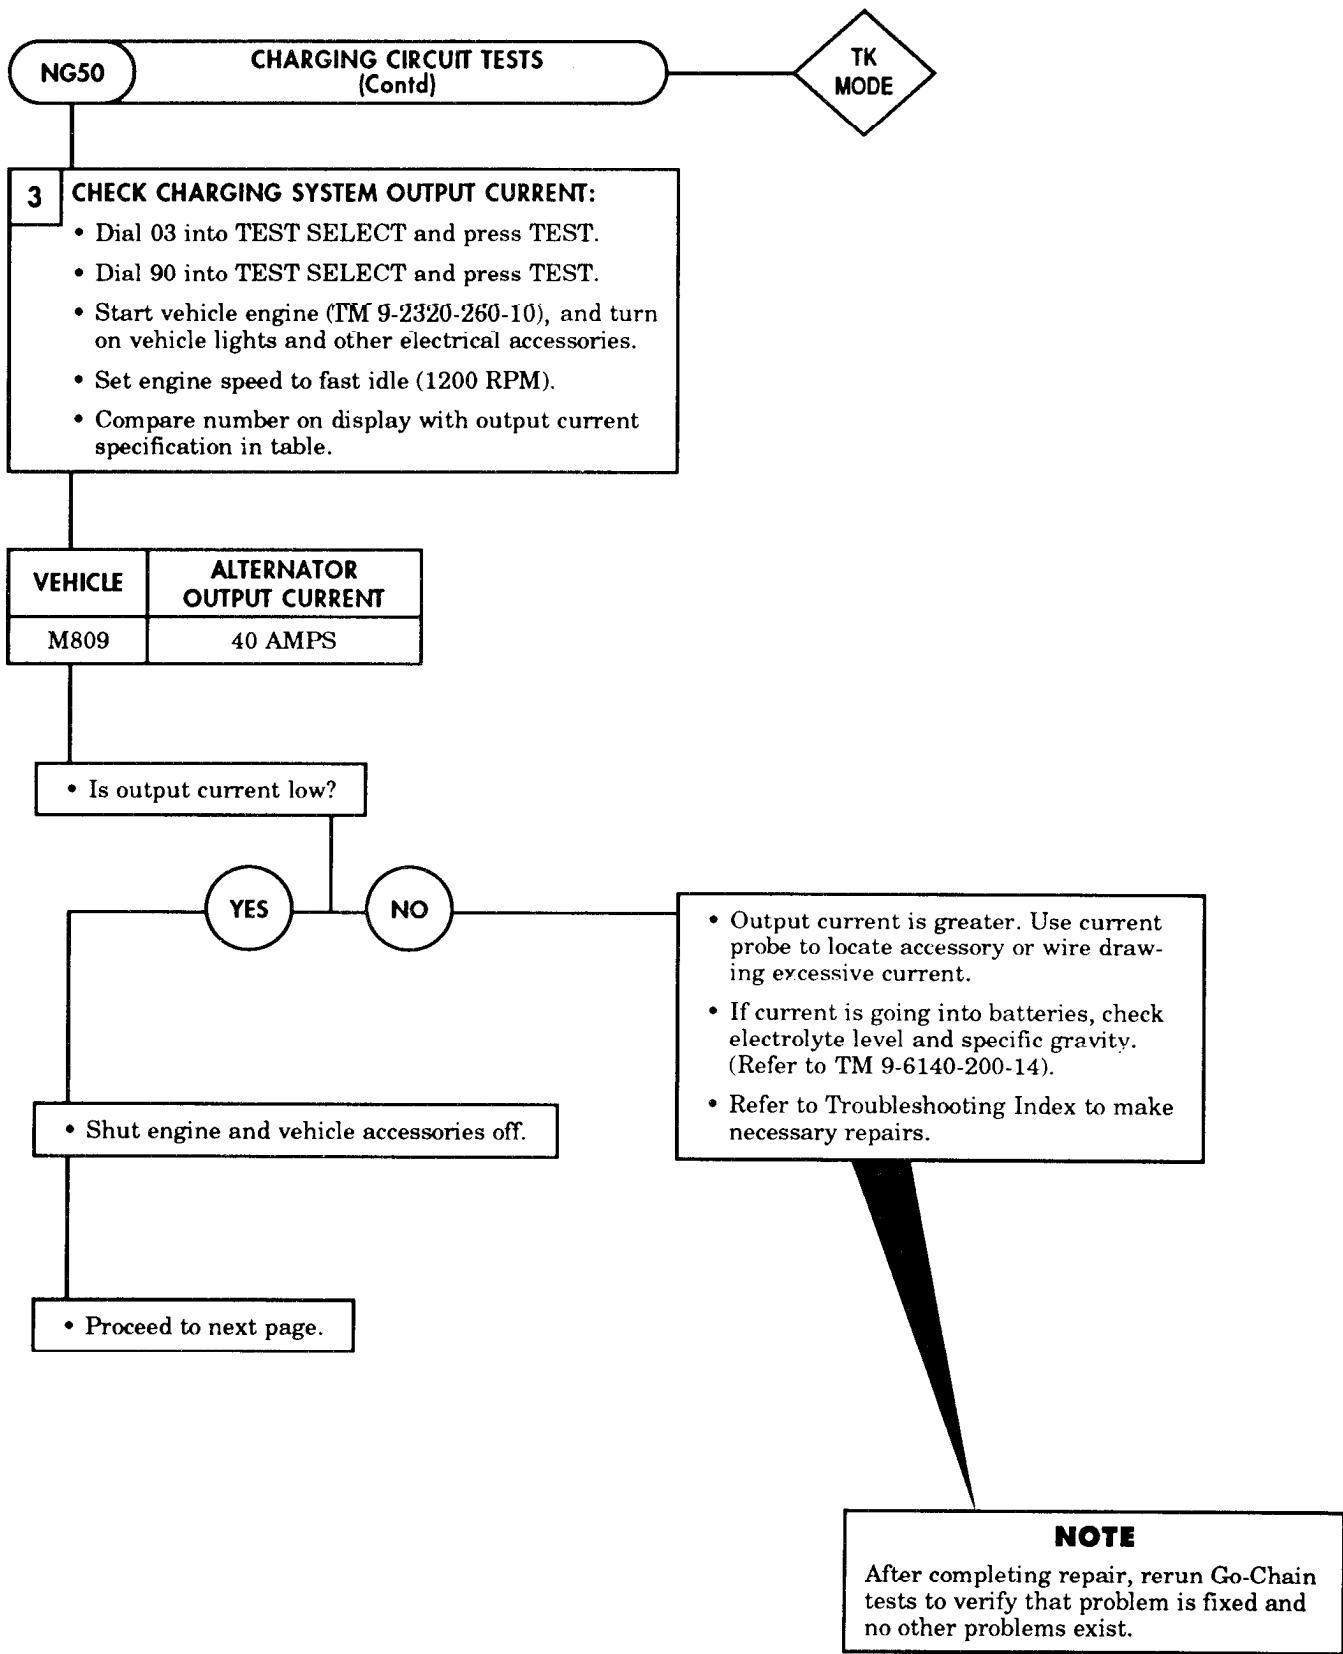 NG50
CHARGING CIRCUIT TESTS
(Contd)
TK
MODE
3
CHECK CHARGING SYSTEM OUTPUT CURRENT:
• Dial 03 into TEST SELECT and press TEST.
• Dial 90 into TEST SELECT and press TEST.
• Start vehicle engine (TM 9-2320-260-10), and turn
on vehicle lights and other electrical accessories.
• Set engine speed to fast idle (1200 RPM).
• Compare number on display with output current
specification in table.
VEHICLE
ALTERNATOR
OUTPUT CURRENT
M809
40 AMPS
• Is output current low?
YES
NO
• Output current is greater. Use current
probe to locate accessory or wire draw-
ing excessive current.
• If current is going into batteries, check
electrolyte level and specific gravity.
(Refer to TM 9-6140-200-14).
• Refer to Troubleshooting Index to make
necessary repairs.
• Shut engine and vehicle accessories off.
• Proceed to next page.
NOTE
After completing repair, rerun Go-Chain
tests to verify that problem is fixed and
no other problems exist.